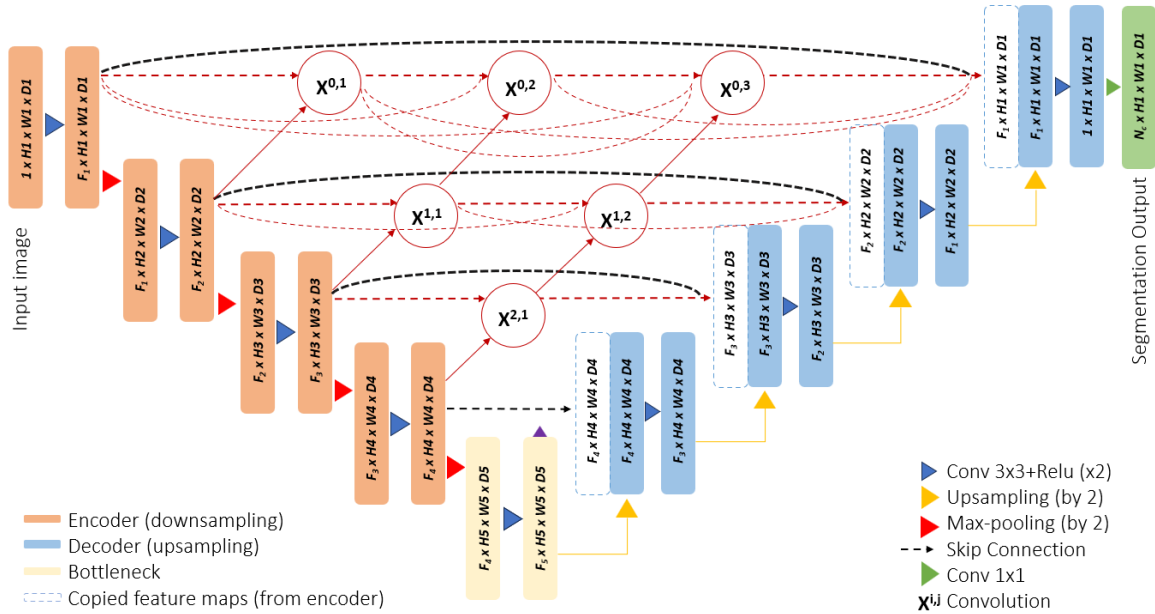 1 x H1 x W1 x D1
F1 x H1 x W1 x D1
X0,1
X0,2
X0,3
F1 x H1 x W1 x D1
F1 x H1 x W1 x D1
1 x H1 x W1 x D1
Nc x H1 x W1 x D1
Input image
F1 x H2 x W2 x D2
F2 x H2 x W2 x D2
X1,1
X1,2
F2 x H2 x W2 x D2
F2 x H2 x W2 x D2
F1 x H2 x W2 x D2
Segmentation Output
F2 x H3 x W3 x D3
F3 x H3 x W3 x D3
X2,1
F3 x H3 x W3 x D3
F3 x H3 x W3 x D3
F2 x H3 x W3 x D3
F3 x H4 x W4 x D4
F4 x H4 x W4 x D4
F4 x H4 x W4 x D4
F4 x H4 x W4 x D4
F3 x H4 x W4 x D4
F4 x H5 x W5 x D5
F5 x H5 x W5 x D5
Encoder (downsampling)
Decoder (upsampling)
Bottleneck
Copied feature maps (from encoder)
Conv 3x3+Relu (x2)
Upsampling (by 2)
Max-pooling (by 2)
Skip Connection
Conv 1x1
Xi,j Convolution